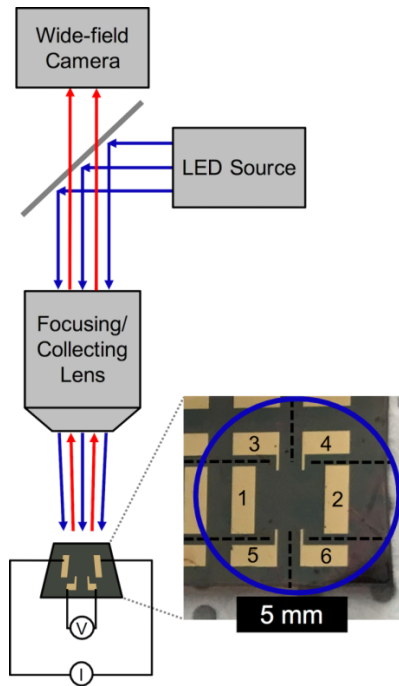 Wide-field
Camera
LED Source
Focusing/
Collecting
Lens
3 4
1 2
5 6
5 mm
V
I